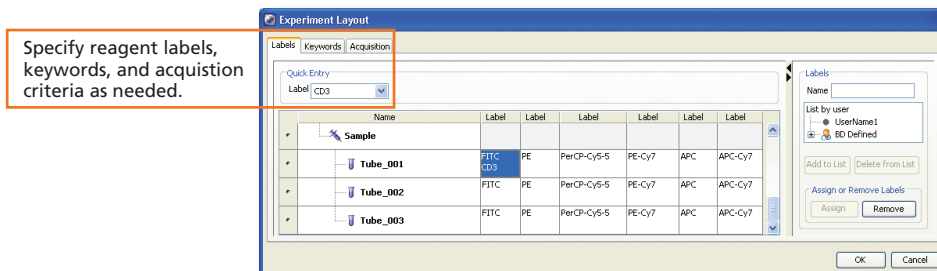 Experiment Layout
Specify reagent labels,
keywords, and acquistion
criteria as needed.
Labels Keywords Acquisition
Quick Entry
Label CD3
Name Label Label Label Label Label Label
Sample
Tube_001 FITC PE PerCP-Cy5-5 PE-Cy7 APC APC-Cy7
CD3
Tube_002 FITC PE PerCP-Cy5-5 PE-Cy7 APC APC-Cy7
Tube_003 FITC PE PerCP-Cy5-5 PE-Cy7 APC APC-Cy7
Labels
Name
List by user
UserName1
BD Defined
Add to List Delete from List
Assign or Remove Labels
Assign Remove
OK Cancel